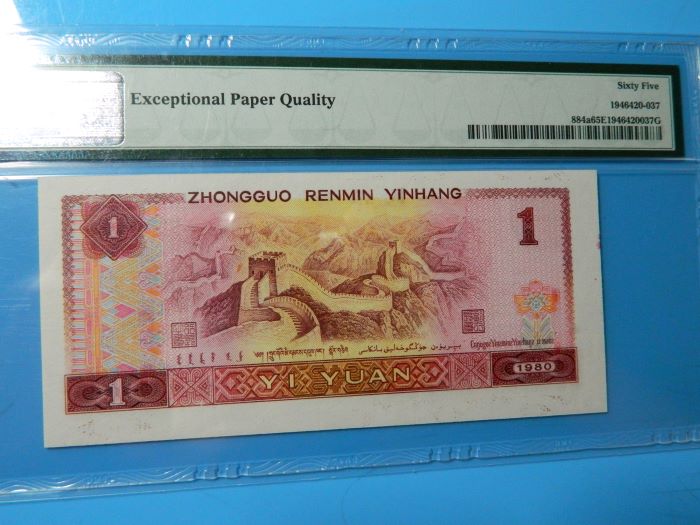 Exceptional Paper Quality
Sixty Five
1946420-037
884a65E1946420037G
ZHONGGUO RENMIN YINHANG
1
1
YI YUAN
1
1980